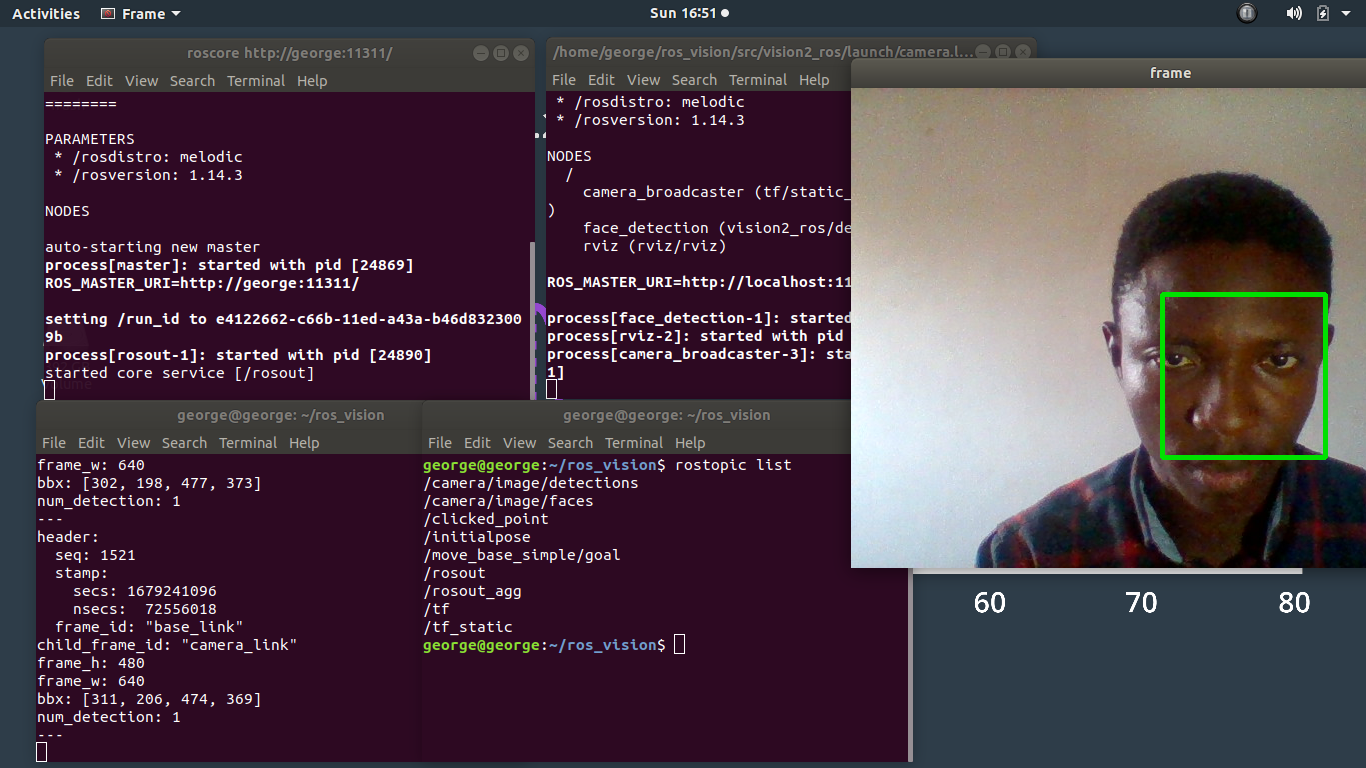 Activities Frame Sun 16:51
roscore http://george:11311/
File Edit View Search Terminal Help
========
PARAMETERS
* /rosdistro: melodic
* /rosversion: 1.14.3
NODES
auto-starting new master
process[master]: started with pid [24869]
ROS_MASTER_URI=http://george:11311/
setting /run_id to e4122662-c66b-11ed-a43a-b46d832300
9b
process[rosout-1]: started with pid [24890]
started core service [/rosout]
/home/george/ros_vision/src/vision2_ros/launch/camera.l...
File Edit View Search Terminal Help
* /rosdistro: melodic
* /rosversion: 1.14.3
NODES
/
camera_broadcaster (tf/static_
)
face_detection (vision2_ros/de
rviz (rviz/rviz)
ROS_MASTER_URI=http://localhost:11
process[face_detection-1]: started
process[rviz-2]: started with pid
process[camera_broadcaster-3]: sta
1]
frame
george@george: ~/ros_vision
File Edit View Search Terminal Help
frame_w: 640
bbx: [302, 198, 477, 373]
num_detection: 1
---
header:
seq: 1521
stamp:
secs: 1679241096
nsecs: 72556018
frame_id: "base_link"
child_frame_id: "camera_link"
frame_h: 480
frame_w: 640
bbx: [311, 206, 474, 369]
num_detection: 1
---
george@george: ~/ros_vision
File Edit View Search Terminal Help
george@george:~/ros_vision$ rostopic list
/camera/image/detections
/camera/image/faces
/clicked_point
/initialpose
/move_base_simple/goal
/rosout
/rosout_agg
/tf
/tf_static
george@george:~/ros_vision$
60 70 80